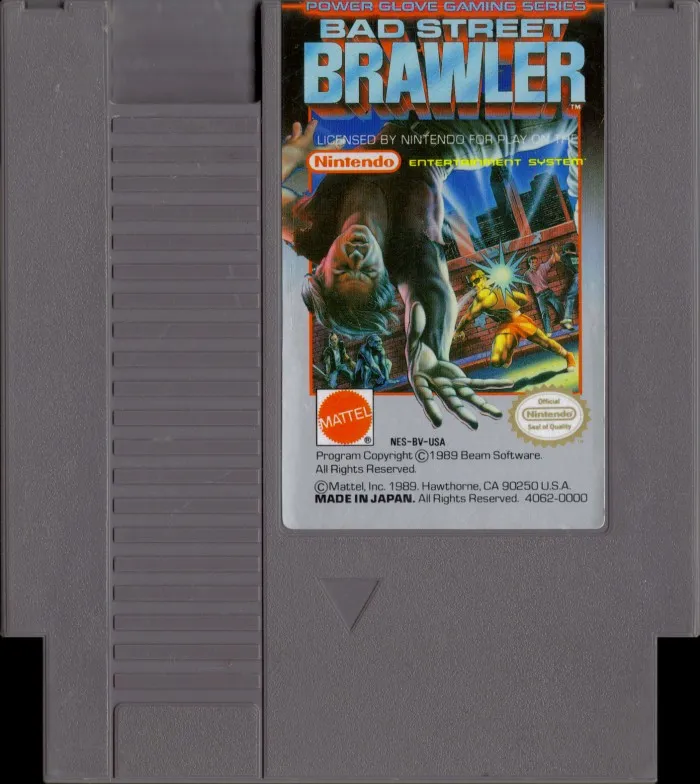 POWER GLOVE GAMING SERIES
BAD STREET
BRAWLER
™
LICENSED BY NINTENDO FOR PLAY ON THE
Nintendo ENTERTAINMENT SYSTEM
MATTEL
®
NES-BV-USA
Official
Nintendo
Seal of Quality
Program Copyright ©1989 Beam Software.
All Rights Reserved.
©Mattel, Inc. 1989. Hawthorne, CA 90250 U.S.A.
MADE IN JAPAN. All Rights Reserved. 4062-0000